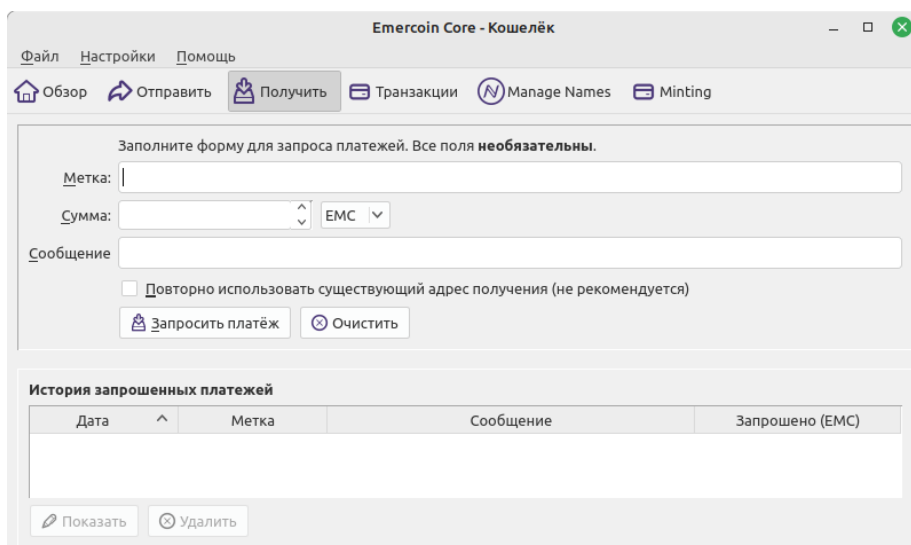 Emercoin Core - Кошелёк
Файл Настройки Помощь
Обзор Отправить Получить Транзакции Manage Names Minting
Заполните форму для запроса платежей. Все поля необязательны.
Метка:
Сумма: EMC
Сообщение
Повторно использовать существующий адрес получения (не рекомендуется)
Запросить платёж Очистить
История запрошенных платежей
Дата Метка Сообщение Запрошено (EMC)
Показать Удалить